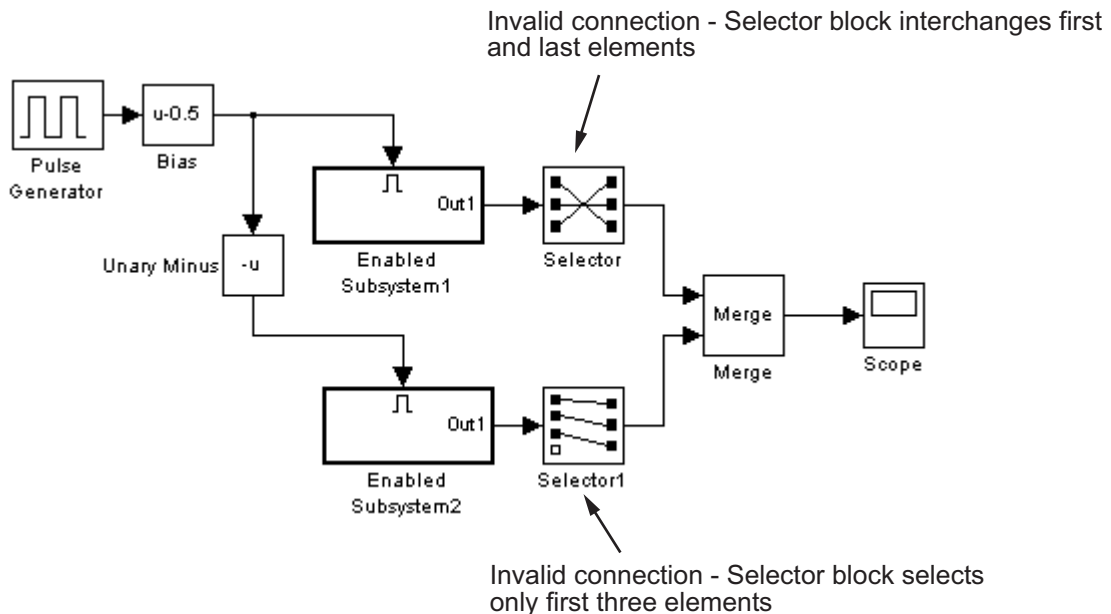 Invalid connection - Selector block interchanges first
and last elements
u-0.5
Pulse
Generator
Bias
Out1
Unary Minus
-u
Enabled
Subsystem1
Selector
Merge
Merge
Scope
Out1
Enabled
Subsystem2
Selector1
Invalid connection - Selector block selects
only first three elements